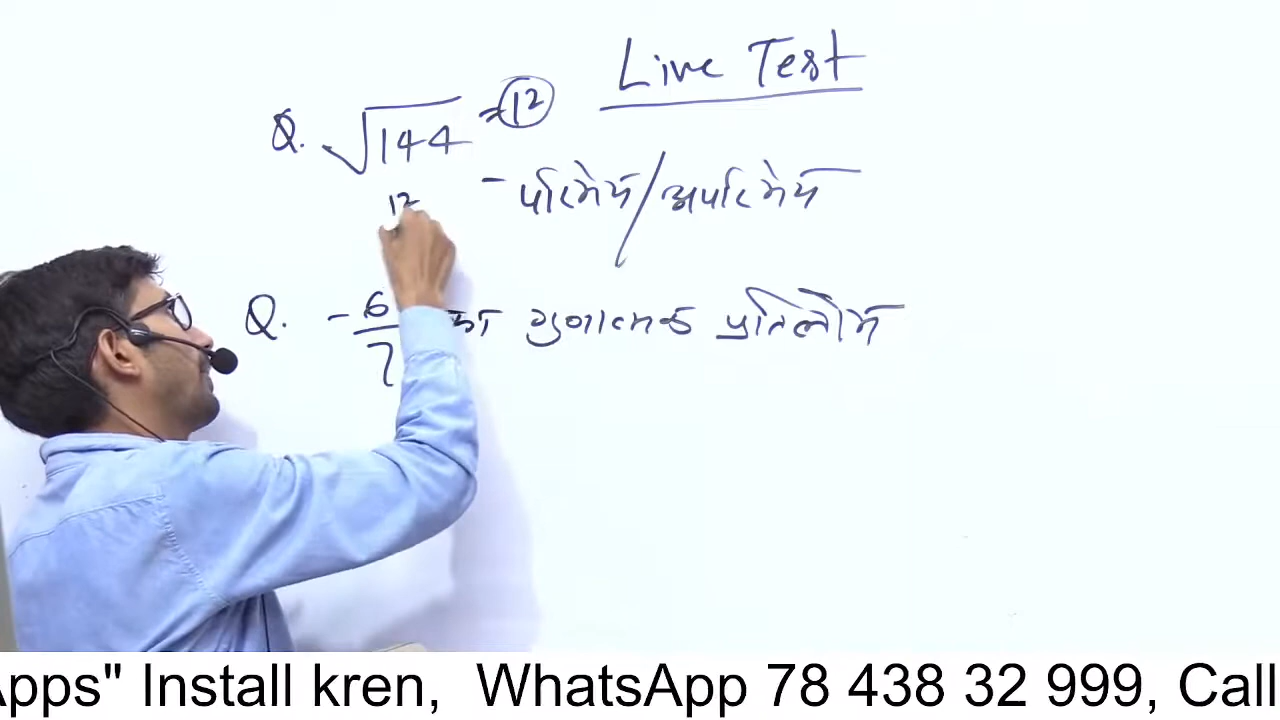 Live Test
Q. √144 = 12
12 - परिमेय/अपरिमेय
Q. -6/7 का गुणात्मक प्रतिलोम
Apps" Install kren, WhatsApp 78 438 32 999, Call